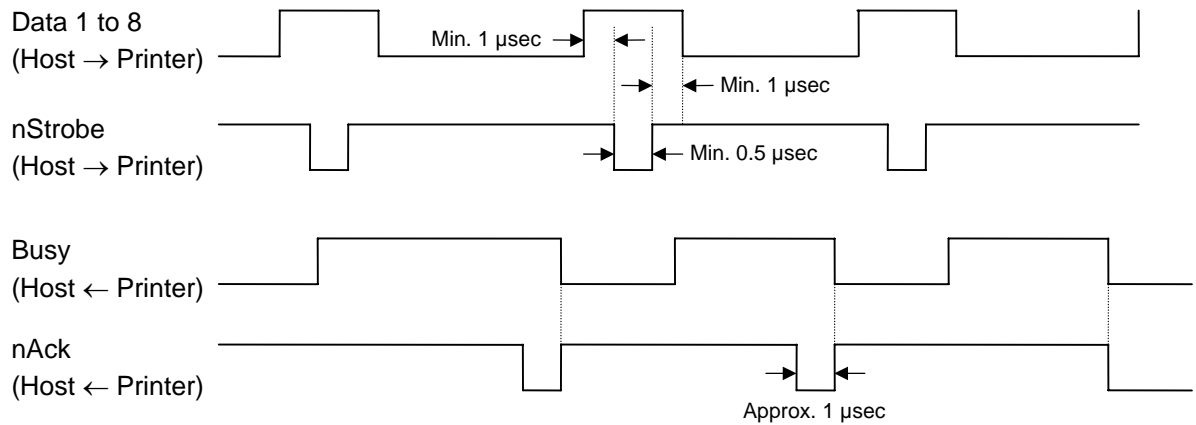 Data 1 to 8
(Host → Printer)
Min. 1 µsec
Min. 1 µsec
nStrobe
(Host → Printer)
Min. 0.5 µsec
Busy
(Host ← Printer)
nAck
(Host ← Printer)
Approx. 1 µsec